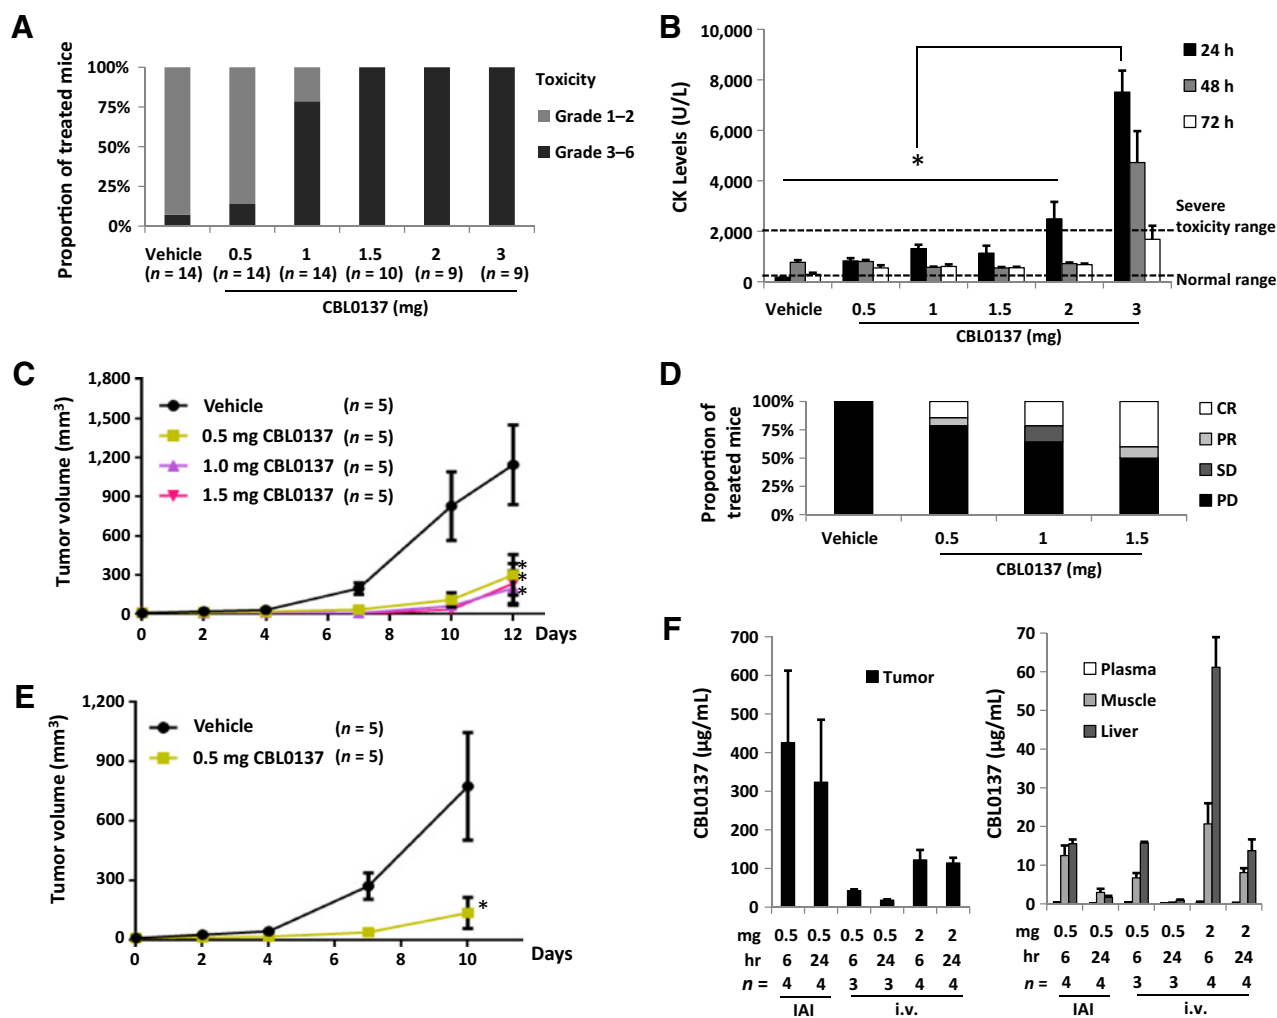 A
Proportion of treated mice
100%
75%
50%
25%
0%
Toxicity
Grade 1–2
Grade 3–6
Vehicle 0.5 1 1.5 2 3
(n = 14) (n = 14) (n = 14) (n = 10) (n = 9) (n = 9)
CBL0137 (mg)
B
CK Levels (U/L)
10,000
8,000
6,000
4,000
2,000
0
*
24 h
48 h
72 h
Severe
toxicity range
Normal range
Vehicle 0.5 1 1.5 2 3
CBL0137 (mg)
C
Tumor volume (mm³)
1,800
1,500
1,200
900
600
300
0
Vehicle (n = 5)
0.5 mg CBL0137 (n = 5)
1.0 mg CBL0137 (n = 5)
1.5 mg CBL0137 (n = 5)
*
*
*
0 2 4 6 8 10 12 Days
D
Proportion of
treated mice
100%
75%
50%
25%
0%
CR
PR
SD
PD
Vehicle 0.5 1 1.5
CBL0137 (mg)
E
Tumor volume (mm³)
1,200
900
600
300
0
Vehicle (n = 5)
0.5 mg CBL0137 (n = 5)
*
0 2 4 6 8 10 Days
F
CBL0137 (µg/mL)
700
600
500
400
300
200
100
0
Tumor
mg 0.5 0.5 0.5 0.5 2 2
hr 6 24 6 24 6 24
n = 4 4 3 3 4 4
IAI i.v.
CBL0137 (µg/mL)
70
60
50
40
30
20
10
0
Plasma
Muscle
Liver
0.5 0.5 0.5 0.5 2 2
6 24 6 24 6 24
4 4 3 3 4 4
IAI i.v.